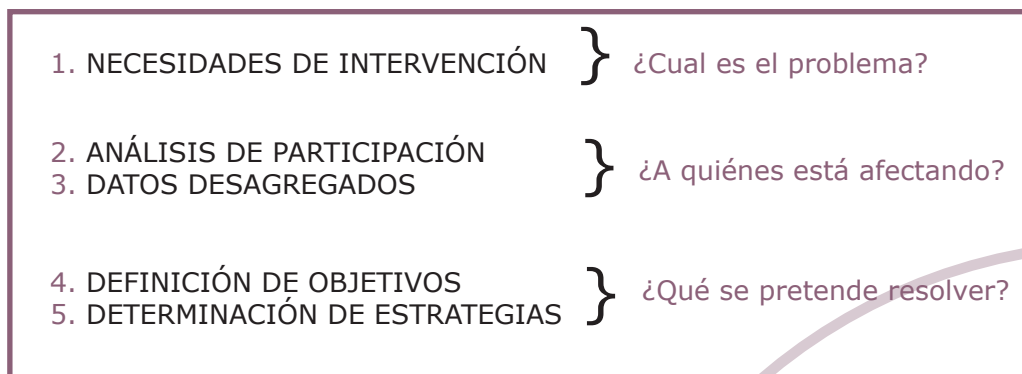 1. NECESIDADES DE INTERVENCIÓN } ¿Cual es el problema?
2. ANÁLISIS DE PARTICIPACIÓN
3. DATOS DESAGREGADOS
} ¿A quiénes está afectando?
4. DEFINICIÓN DE OBJETIVOS
5. DETERMINACIÓN DE ESTRATEGIAS
} ¿Qué se pretende resolver?